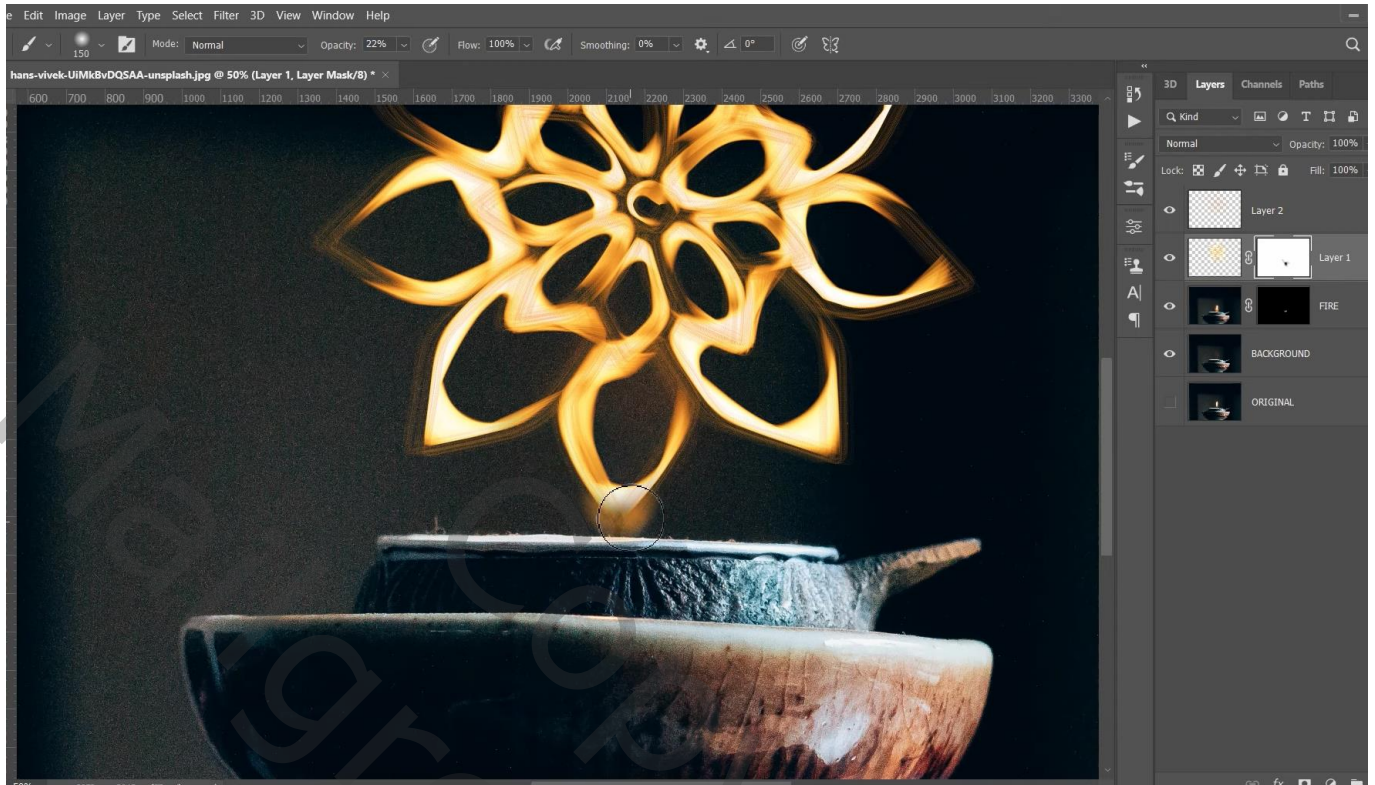 e Edit Image Layer Type Select Filter 3D View Window Help
150 Mode: Normal Opacity: 22% Flow: 100% Smoothing: 0% 0°
hans-vivek-UiMkBvDQSAA-unsplash.jpg @ 50% (Layer 1, Layer Mask/8) * ×
600 700 800 900 1000 1100 1200 1300 1400 1500 1600 1700 1800 1900 2000 2100 2200 2300 2400 2500 2600 2700 2800 2900 3000 3100 3200 3300
3D Layers Channels Paths
Kind
Normal Opacity: 100%
Lock: Fill: 100%
Layer 2
Layer 1
FIRE
BACKGROUND
ORIGINAL